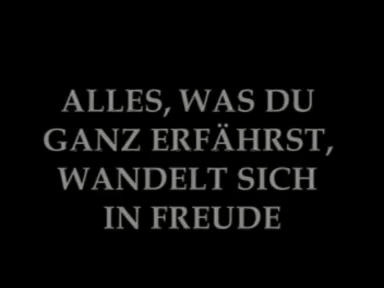 ALLES, WAS DU
GANZ ERFÄHRST,
WANDELT SICH
IN FREUDE